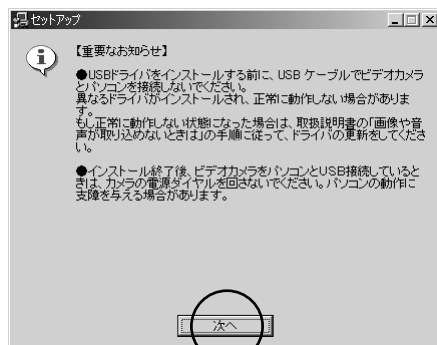 セットアップ
【重要なお知らせ】
●USBドライバをインストールする前に、USB ケーブルでビデオカメラ
とパソコンを接続しないでください。
異なるドライバがインストールされ、正常に動作しない場合がありま
す。
もし正常に動作しない状態になった場合は、取扱説明書の「画像や音
声が取り込めないときは」の手順に従って、ドライバの更新をしてくださ
い。
●インストール終了後、ビデオカメラをパソコンとUSB接続していると
きは、カメラの電源ダイヤルを回さないでください。パソコンの動作に
支障を与える場合があります。
次へ